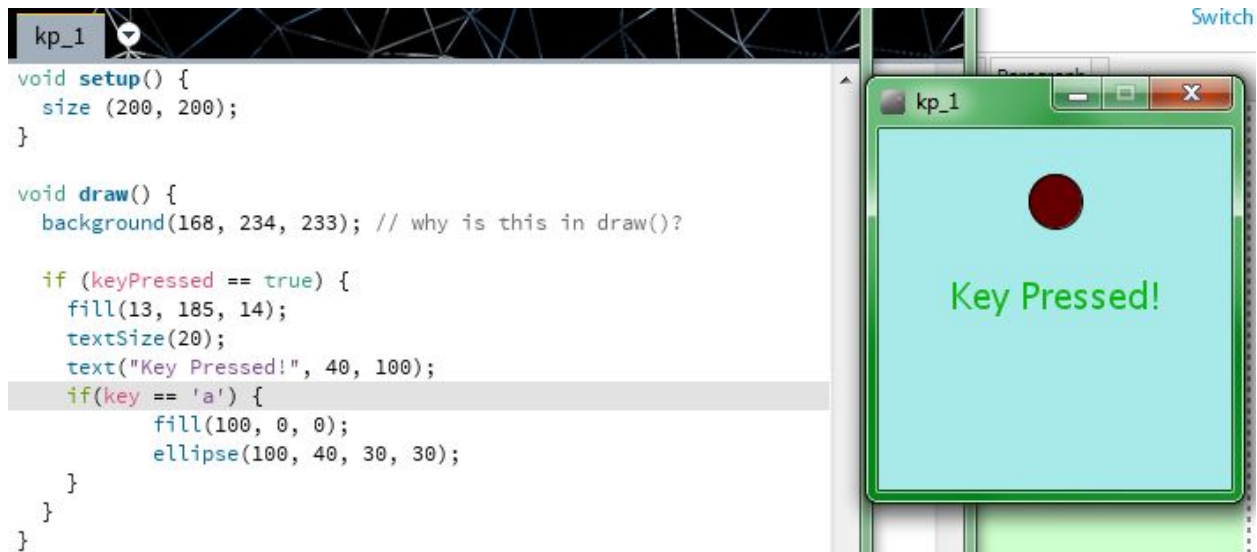 kp_1
Switch
void setup() {
  size (200, 200);
}
void draw() {
  background(168, 234, 233); // why is this in draw()?
  if (keyPressed == true) {
    fill(13, 185, 14);
    textSize(20);
    text("Key Pressed!", 40, 100);
    if(key == 'a') {
           fill(100, 0, 0);
           ellipse(100, 40, 30, 30);
    }
  }
}
Paragraph
kp_1
Key Pressed!